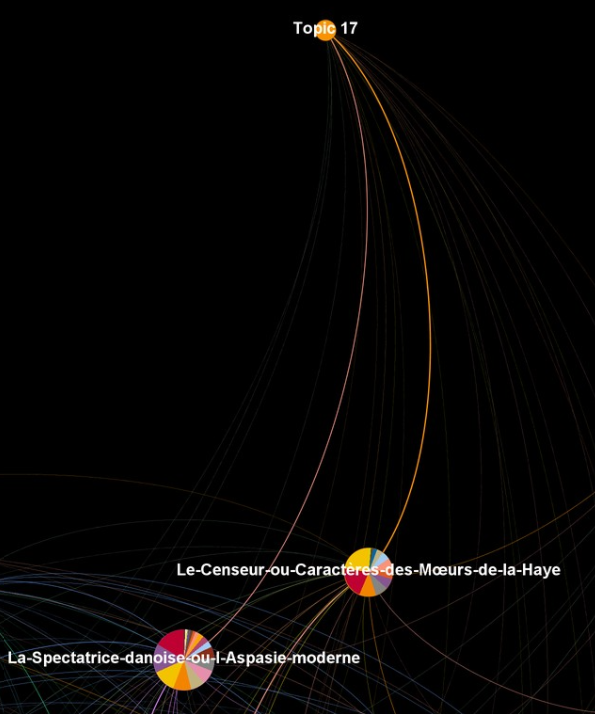 Topic 17
Le-Censeur-ou-Caractères-des-Mœurs-de-la-Haye
La-Spectatrice-danoise-ou-l-Aspasie-moderne